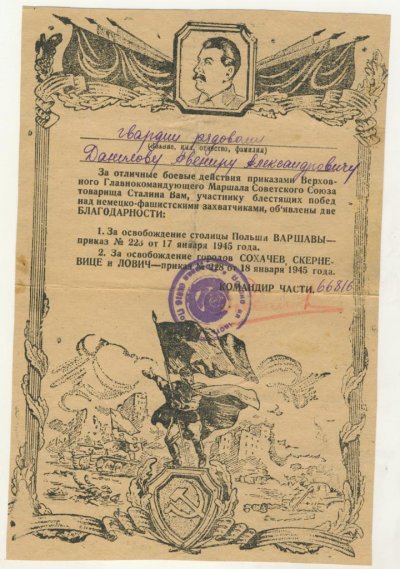 гвардии рядовому
(звание, имя, отчество, фамилия)
Данилову Авениру Александровичу
За отличные боевые действия приказами Верхов-
ного Главнокомандующего Маршала Советского Союза
товарища Сталина Вам, участнику блестящих побед
над немецко-фашистскими захватчиками, объявлены две
БЛАГОДАРНОСТИ:
1. За освобождение столицы Польши ВАРШАВЫ—
приказ № 223 от 17 января 1945 года.
2. За освобождение городов СОХАЧЕВ, СКЕРНЕ-
ВИЦЕ и ЛОВИЧ—приказ № 228 от 18 января 1945 года.
КОМАНДИР ЧАСТИ 66816